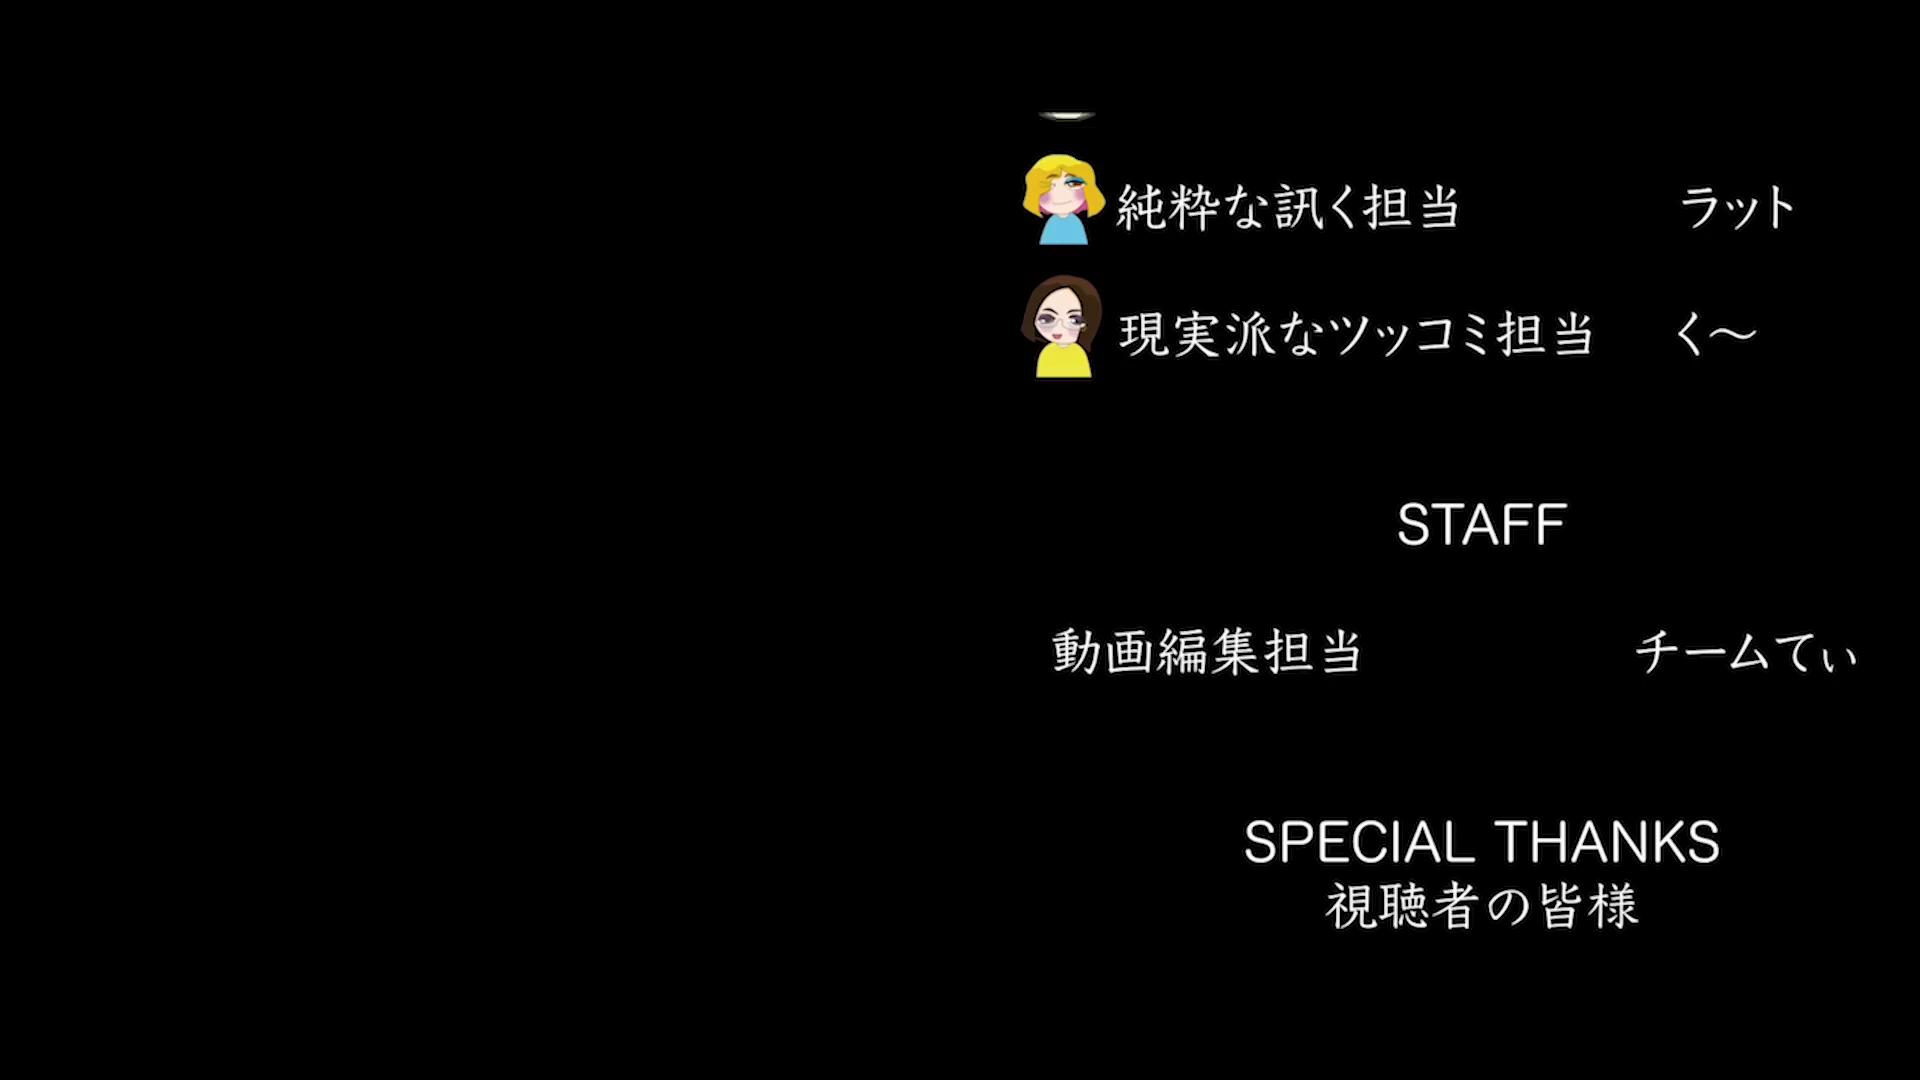 純粋な訊く担当 ラット
現実派なツッコミ担当 く～
STAFF
動画編集担当 チームてぃ
SPECIAL THANKS
視聴者の皆様